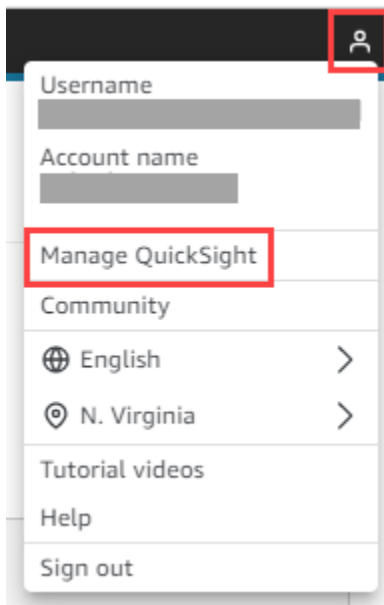 Username
Account name
Manage QuickSight
Community
English
N. Virginia
Tutorial videos
Help
Sign out